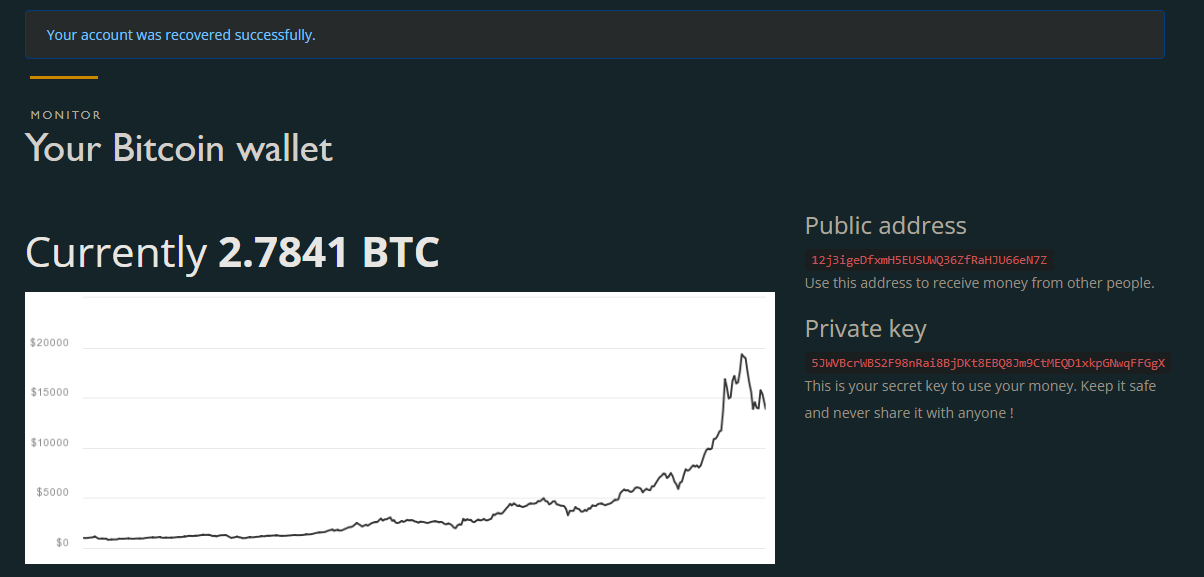 Your account was recovered successfully.
MONITOR
Your Bitcoin wallet
Currently 2.7841 BTC
$20000
$15000
$10000
$5000
$0
Public address
12j3igeDfxmH5EUSUWQ36ZfRaHJU66eN7Z
Use this address to receive money from other people.
Private key
5JWVBcrWBS2F98nRai8BjDKt8EBQ8Jm9CtMEQD1xkpGNwqFFGgX
This is your secret key to use your money. Keep it safe
and never share it with anyone !